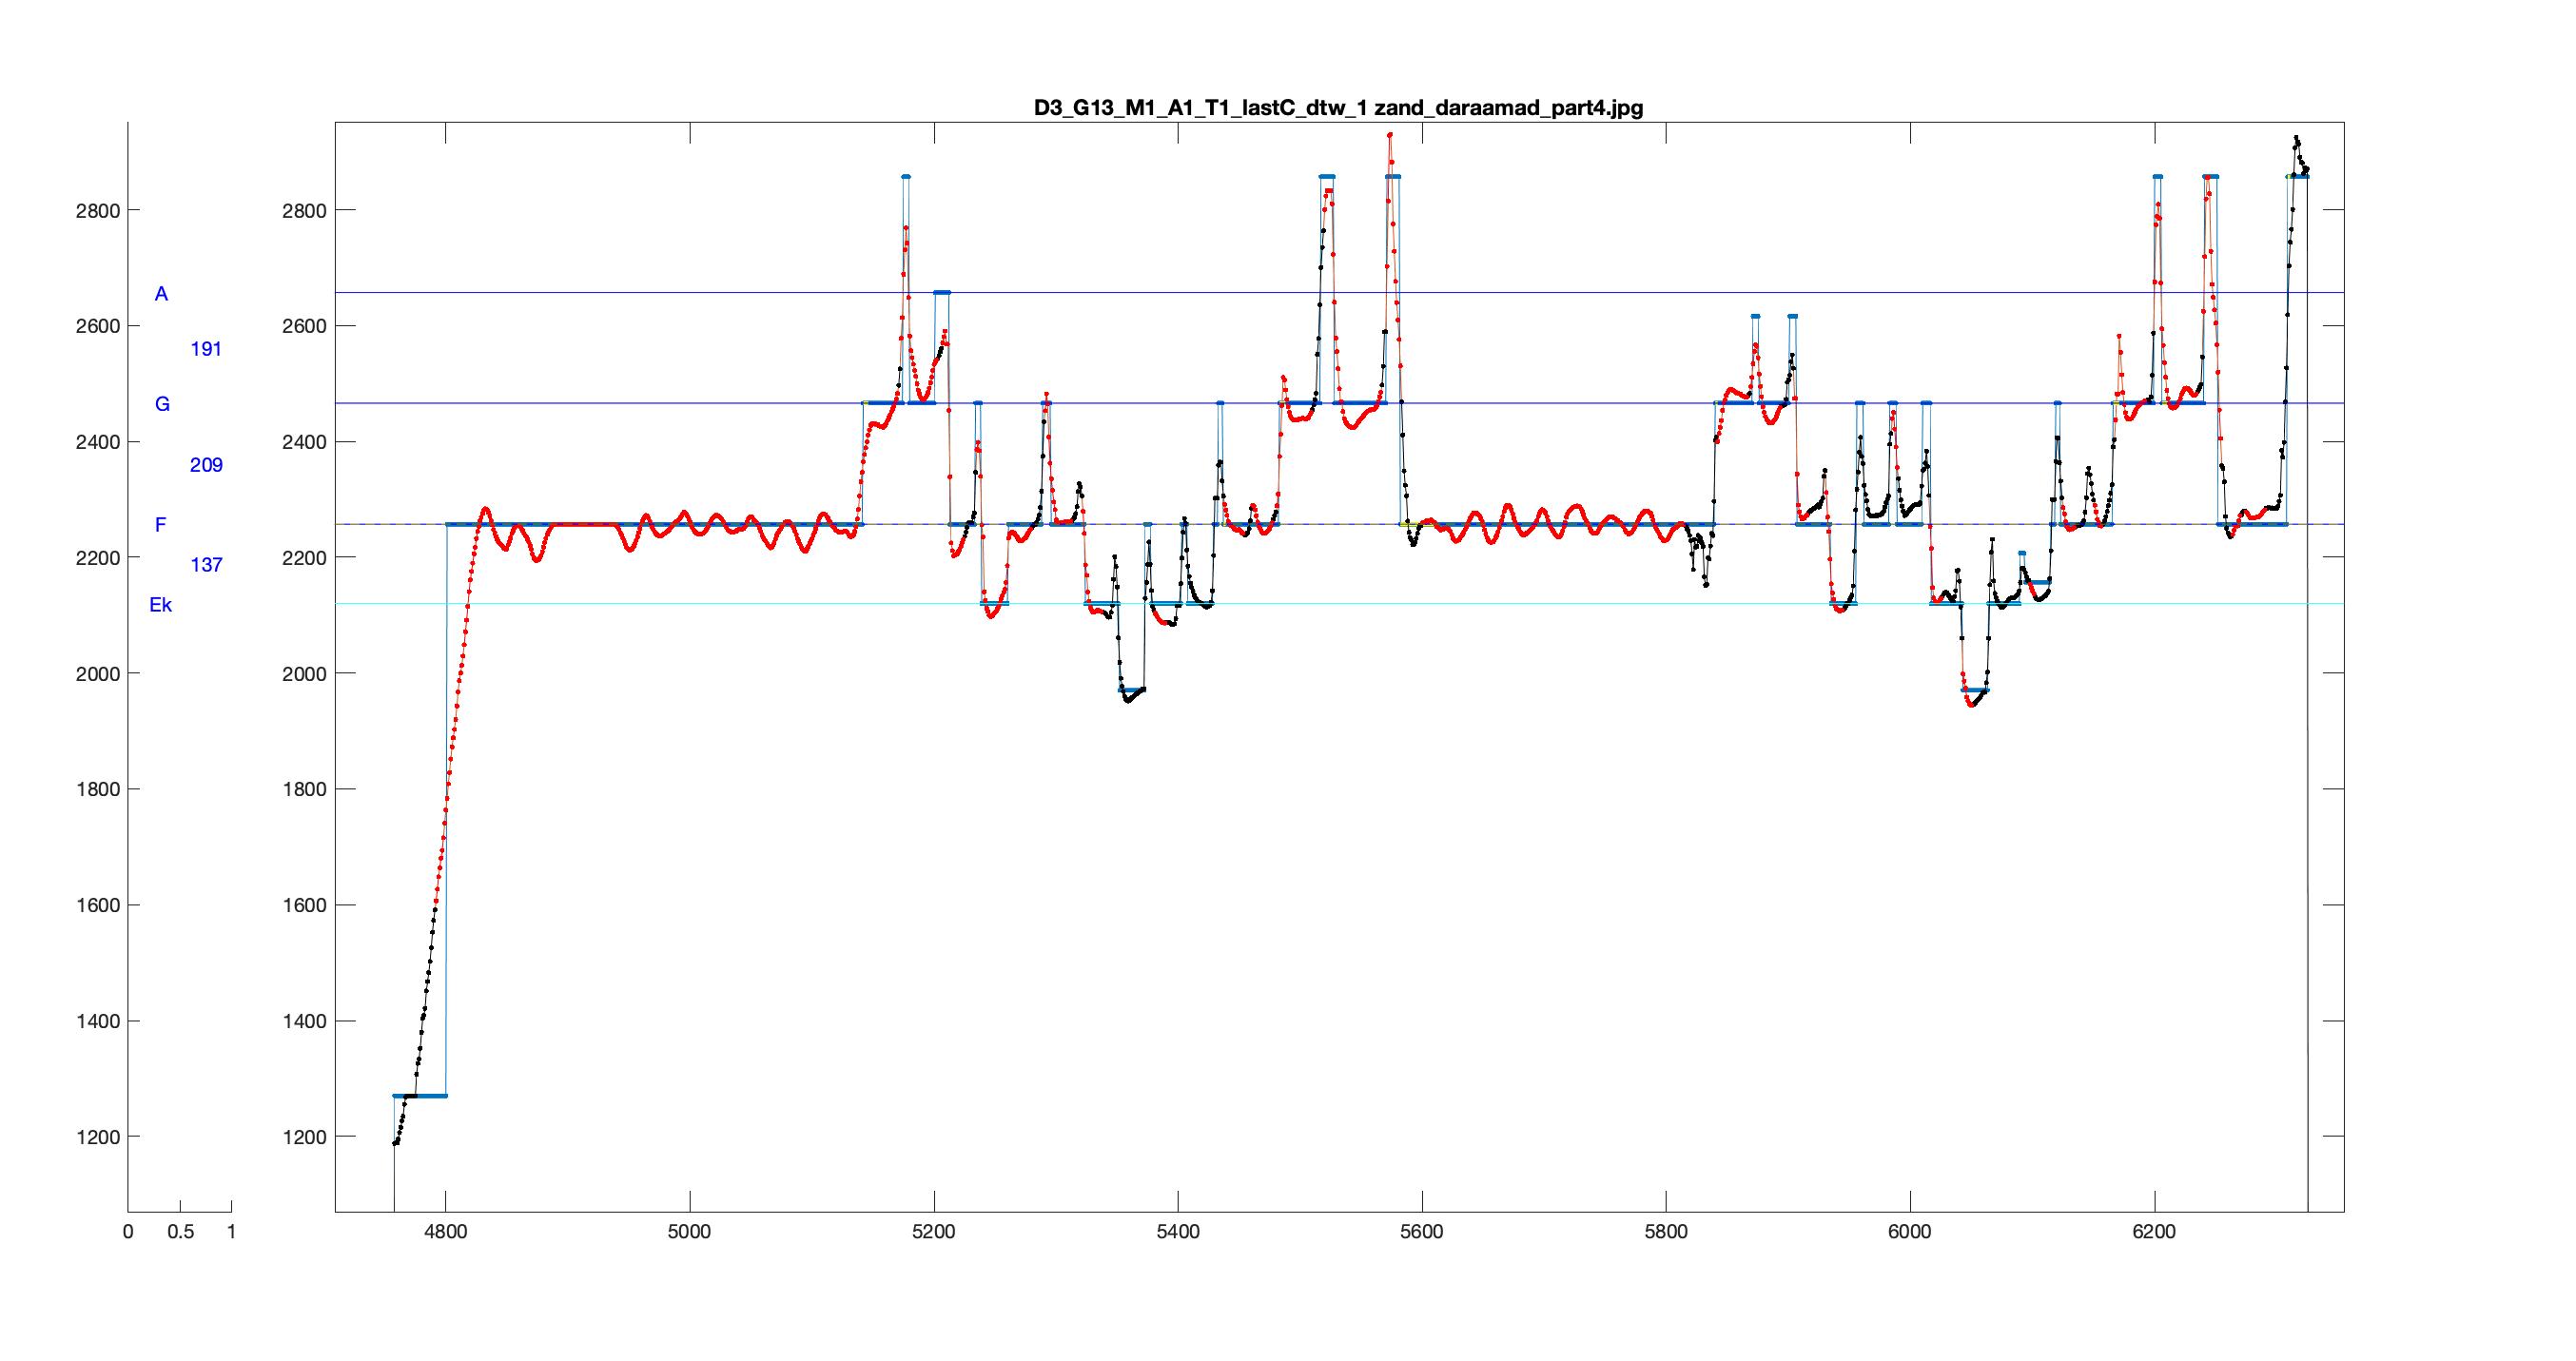 D3_G13_M1_A1_T1_lastC_dtw_1 zand_daraamad_part4.jpg
2800 2800
A
2600 2600
191
G
2400 2400
209
F
2200 2200
137
Ek
2000 2000
1800 1800
1600 1600
1400 1400
1200 1200
0 0.5 1 4800 5000 5200 5400 5600 5800 6000 6200